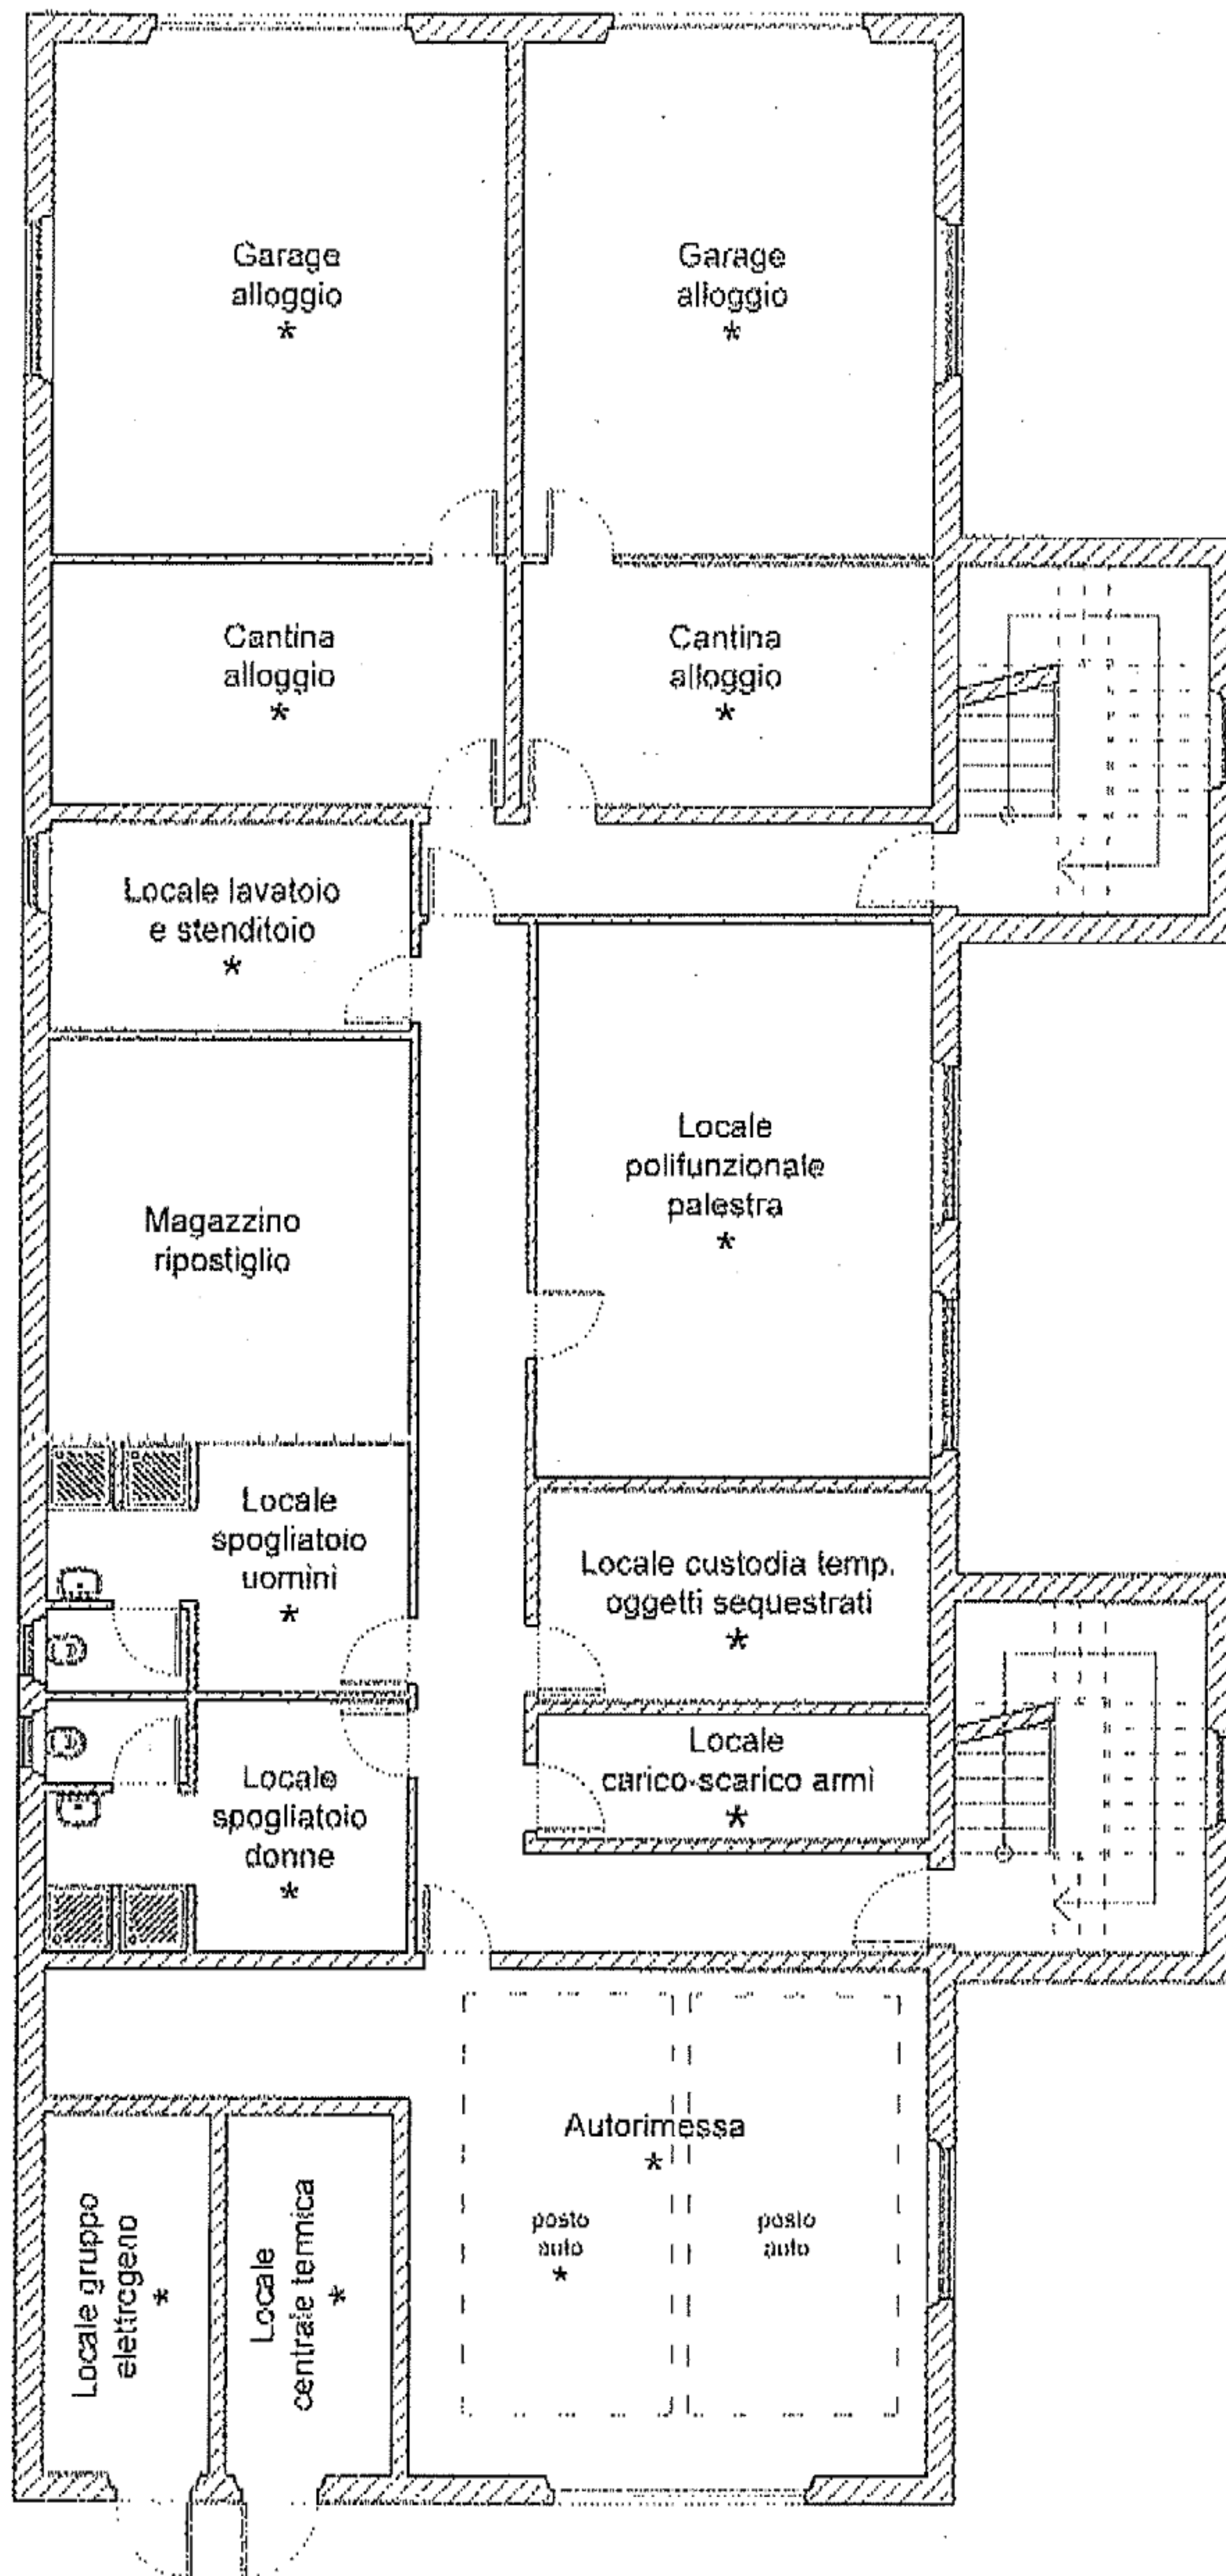 Garage
alloggio
*
Garage
alloggio
*
Cantina
alloggio
*
Cantina
alloggio
*
Locale lavatoio
e stenditoio
*
Locale
polifunzionale
palestra
*
Magazzino
ripostiglio
Locale
spogliatoio
uomini
*
Locale custodia temp.
oggetti sequestrati
*
Locale
carico-scarico armi
*
Locale
spogliatoio
donne
*
Autorimessa
*
posto
auto
*
posto
auto
Locale gruppo
elettrogeno
*
Locale
centrale termica
*